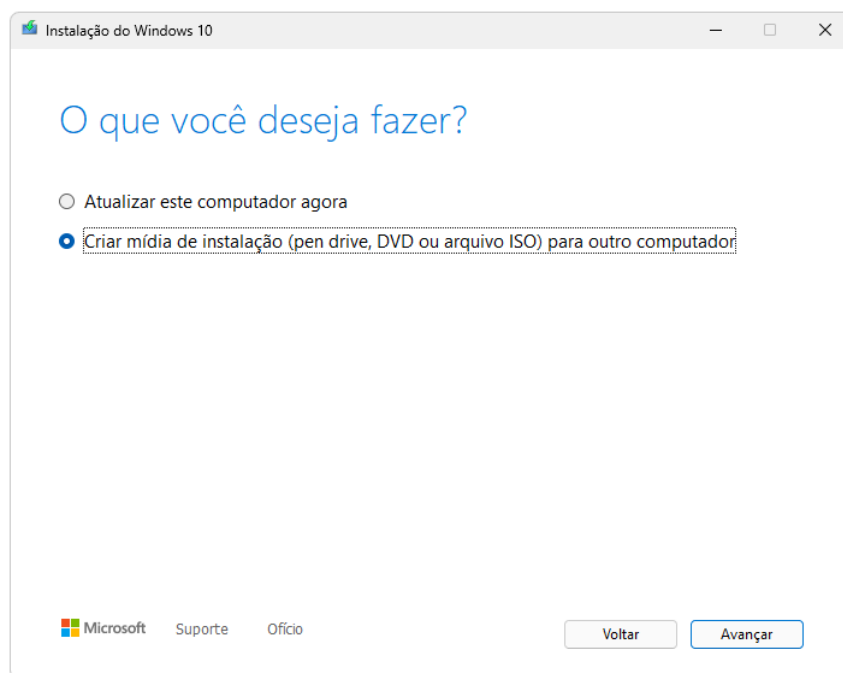 Instalação do Windows 10
O que você deseja fazer?
Atualizar este computador agora
Criar mídia de instalação (pen drive, DVD ou arquivo ISO) para outro computador
Microsoft Suporte Ofício Voltar Avançar